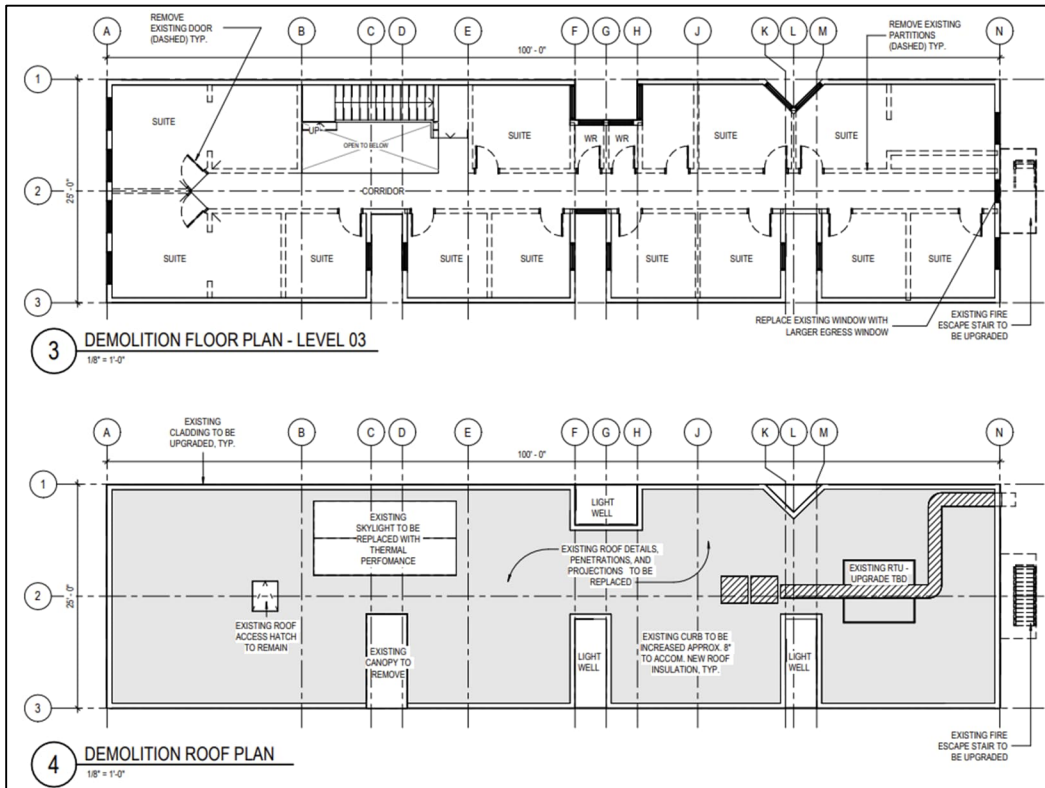 REMOVE
EXISTING DOOR
(DASHED) TYP.
REMOVE EXISTING
PARTITIONS
(DASHED) TYP.
A B C D E F G H J K L M N
100' - 0"
1
SUITE
UP
OPEN TO BELOW
SUITE
WR
WR
SUITE
SUITE
2
25' - 0"
CORRIDOR
SUITE
SUITE
SUITE
SUITE
SUITE
SUITE
SUITE
SUITE
3
REPLACE EXISTING WINDOW WITH
LARGER EGRESS WINDOW
EXISTING FIRE
ESCAPE STAIR TO
BE UPGRADED
3
DEMOLITION FLOOR PLAN - LEVEL 03
1/8" = 1'-0"
EXISTING
CLADDING TO BE
UPGRADED, TYP.
A B C D E F G H J K L M N
100' - 0"
1
EXISTING
SKYLIGHT TO BE
REPLACED WITH
THERMAL
PERFOMANCE
LIGHT
WELL
EXISTING ROOF DETAILS,
PENETRATIONS, AND
PROJECTIONS TO BE
REPLACED
EXISTING RTU -
UPGRADE TBD
2
25' - 0"
EXISTING ROOF
ACCESS HATCH
TO REMAIN
EXISTING
CANOPY TO
REMOVE
LIGHT
WELL
EXISTING CURB TO BE
INCREASED APPROX. 8"
TO ACCOM. NEW ROOF
INSULATION, TYP.
LIGHT
WELL
3
EXISTING FIRE
ESCAPE STAIR TO
BE UPGRADED
4
DEMOLITION ROOF PLAN
1/8" = 1'-0"